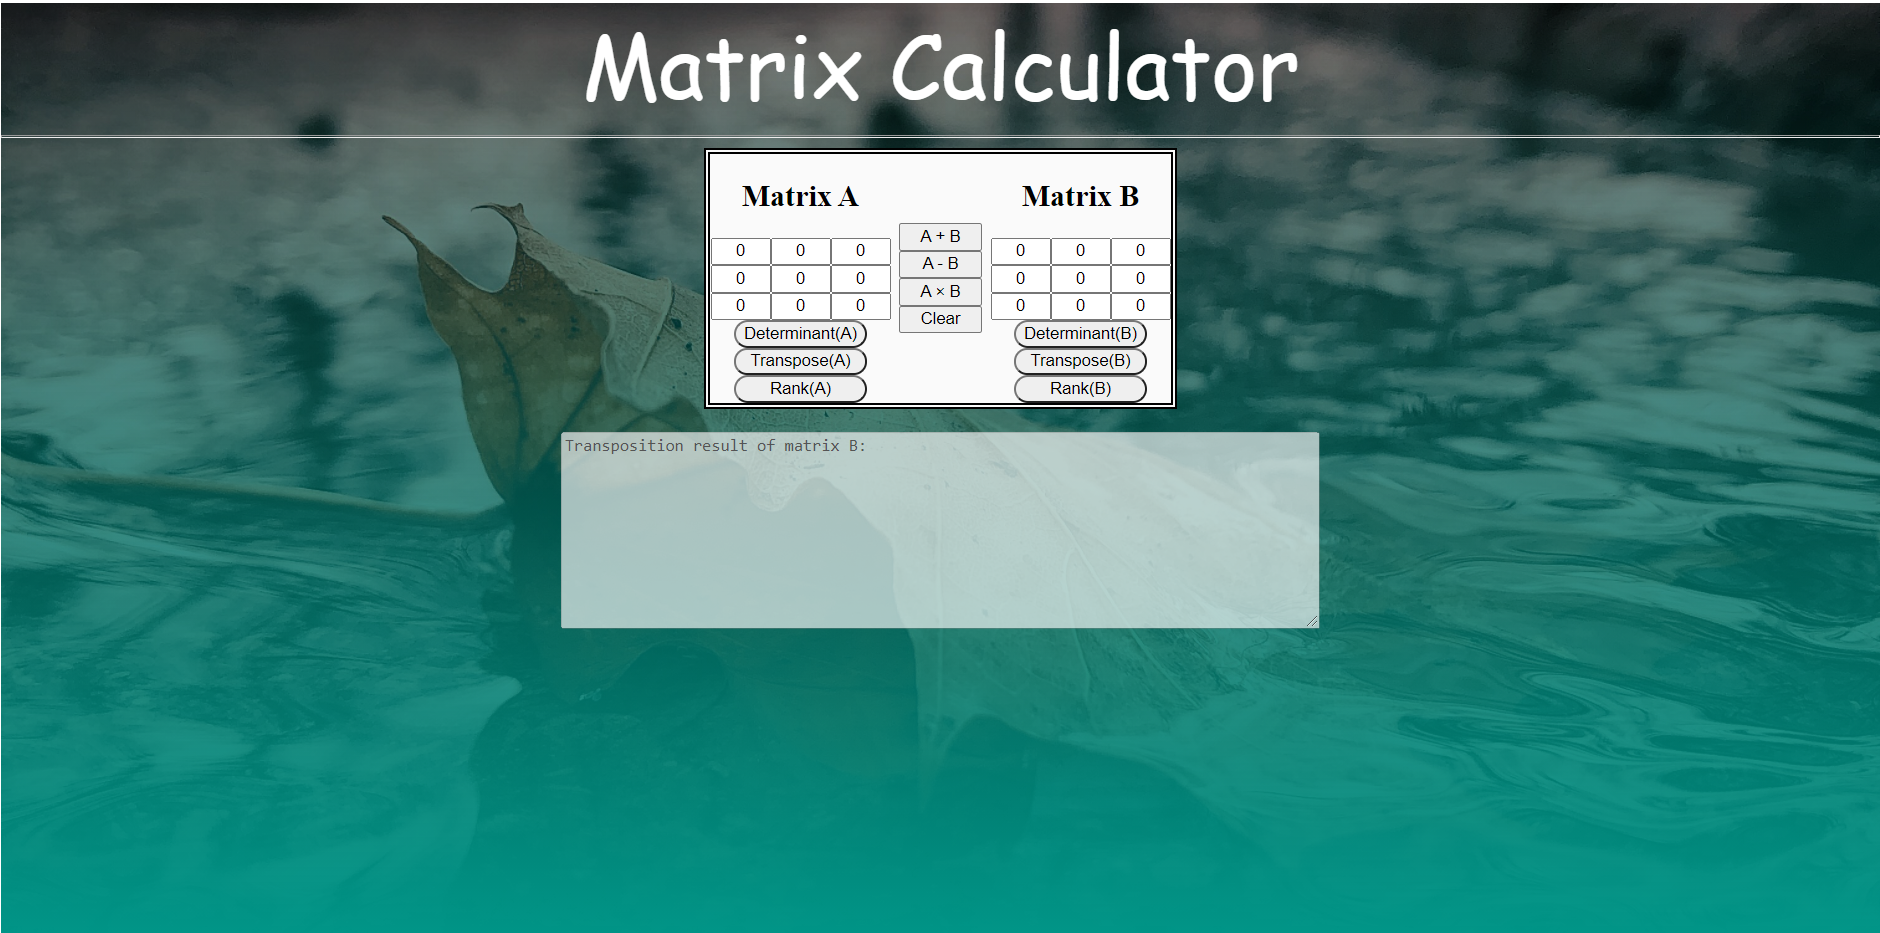 Matrix Calculator
Matrix A
0 0 0
0 0 0
0 0 0
Determinant(A)
Transpose(A)
Rank(A)
A + B
A - B
A × B
Clear
Matrix B
0 0 0
0 0 0
0 0 0
Determinant(B)
Transpose(B)
Rank(B)
Transposition result of matrix B: